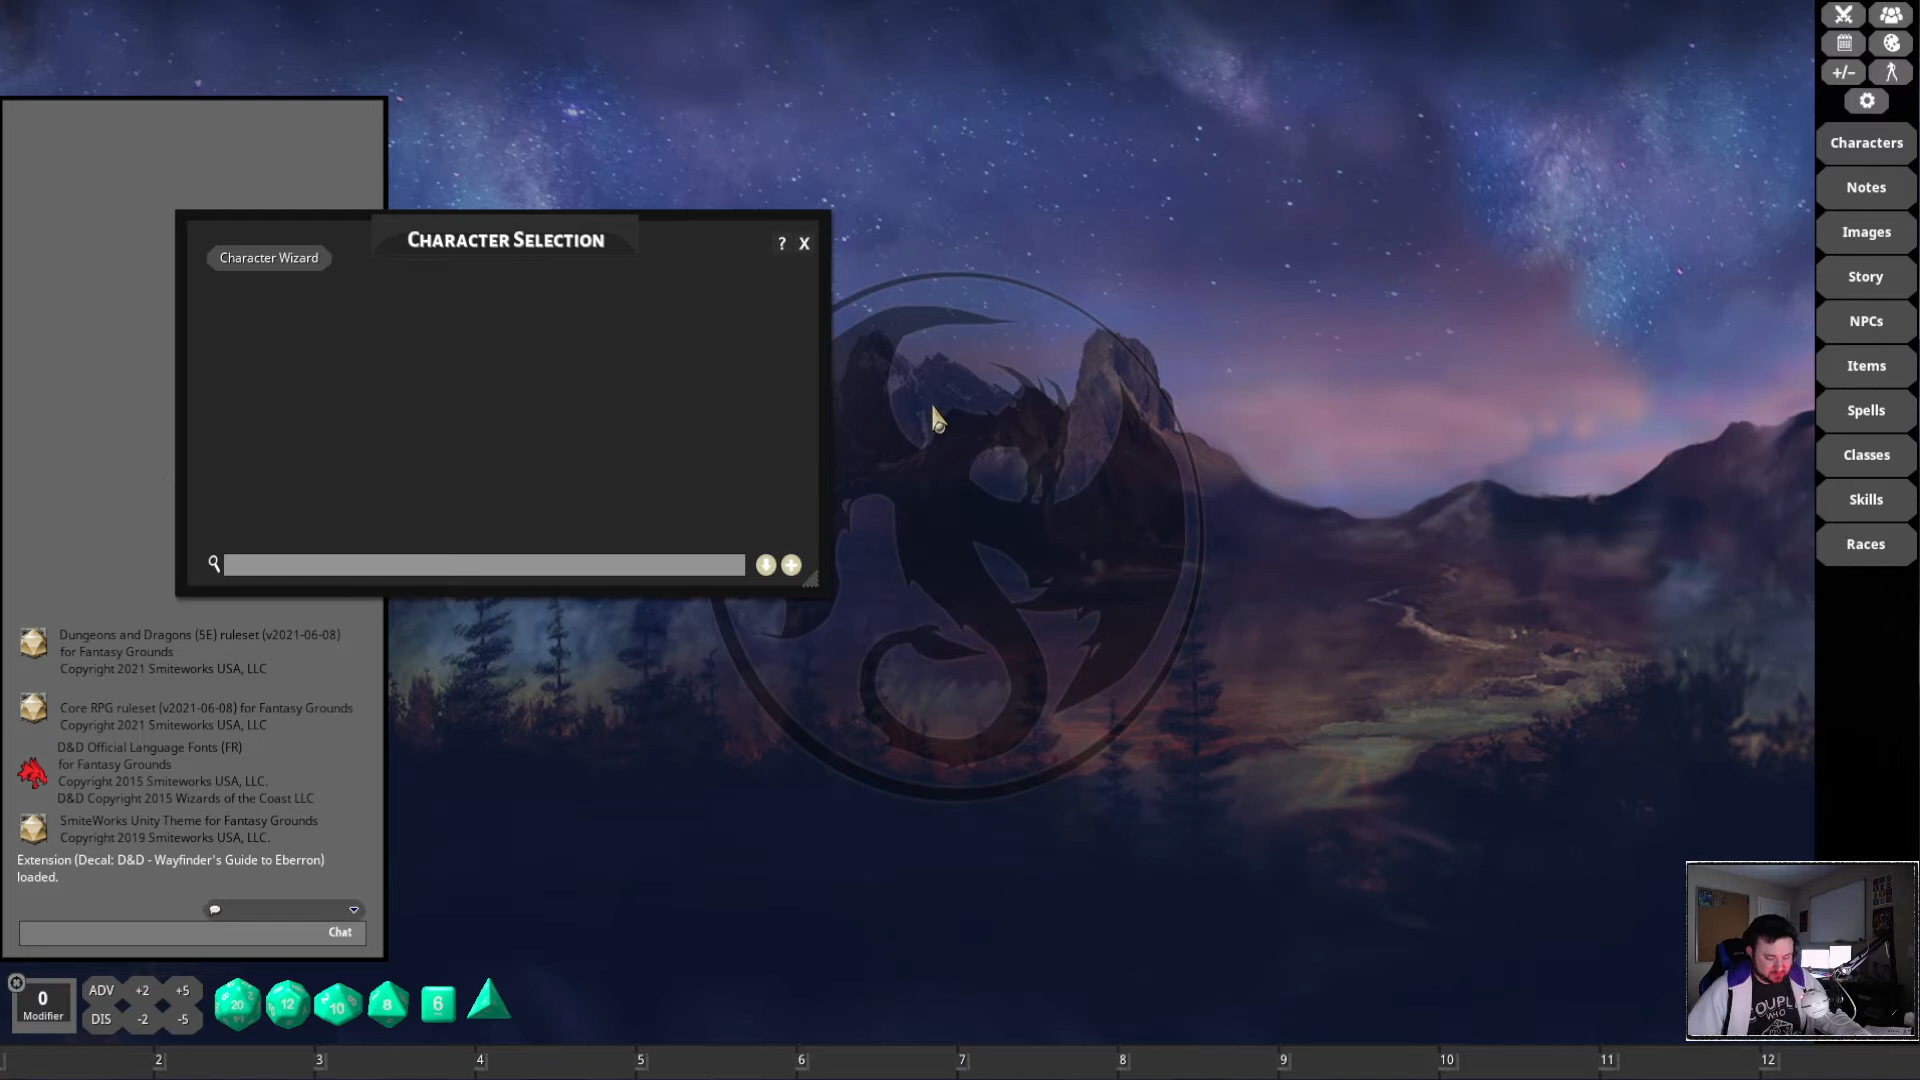 +/-
Characters
Notes
Images
Story
NPCs
Items
Spells
Classes
Skills
Races
CHARACTER SELECTION
? X
Character Wizard
Dungeons and Dragons (5E) ruleset (v2021-06-08)
for Fantasy Grounds
Copyright 2021 Smiteworks USA, LLC
Core RPG ruleset (v2021-06-08) for Fantasy Grounds
Copyright 2021 Smiteworks USA, LLC
D&D Official Language Fonts (FR)
for Fantasy Grounds
Copyright 2015 Smiteworks USA, LLC.
D&D Copyright 2015 Wizards of the Coast LLC
SmiteWorks Unity Theme for Fantasy Grounds
Copyright 2019 Smiteworks USA, LLC.
Extension (Decal: D&D - Wayfinder's Guide to Eberron)
loaded.
Chat
0
Modifier
ADV +2 +5
DIS -2 -5
20 12 10 8 6
COUPLE
WHO
2 3 4 5 6 7 8 9 10 11 12